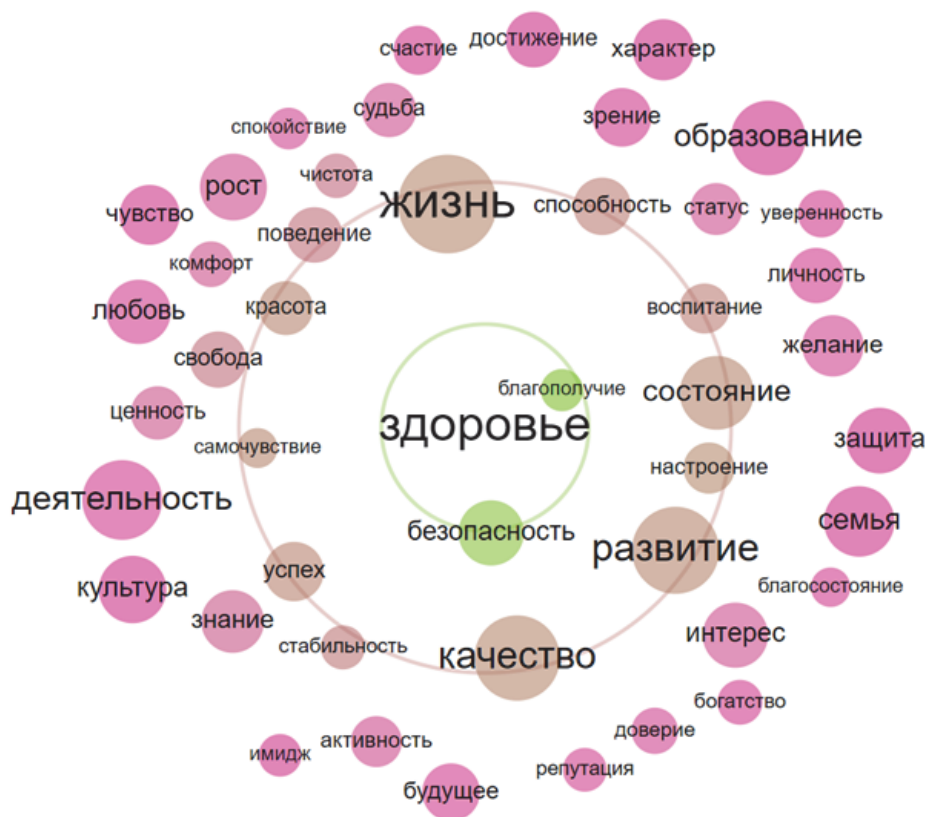 достижение
счастие
характер
судьба
зрение
спокойствие
образование
чистота
рост
жизнь
способность
статус
уверенность
чувство
поведение
комфорт
личность
красота
воспитание
любовь
желание
свобода
благополучие
состояние
ценность
здоровье
защита
самочувствие
настроение
деятельность
безопасность
семья
развитие
успех
культура
благосостояние
знание
интерес
стабильность
качество
богатство
доверие
активность
имидж
репутация
будущее